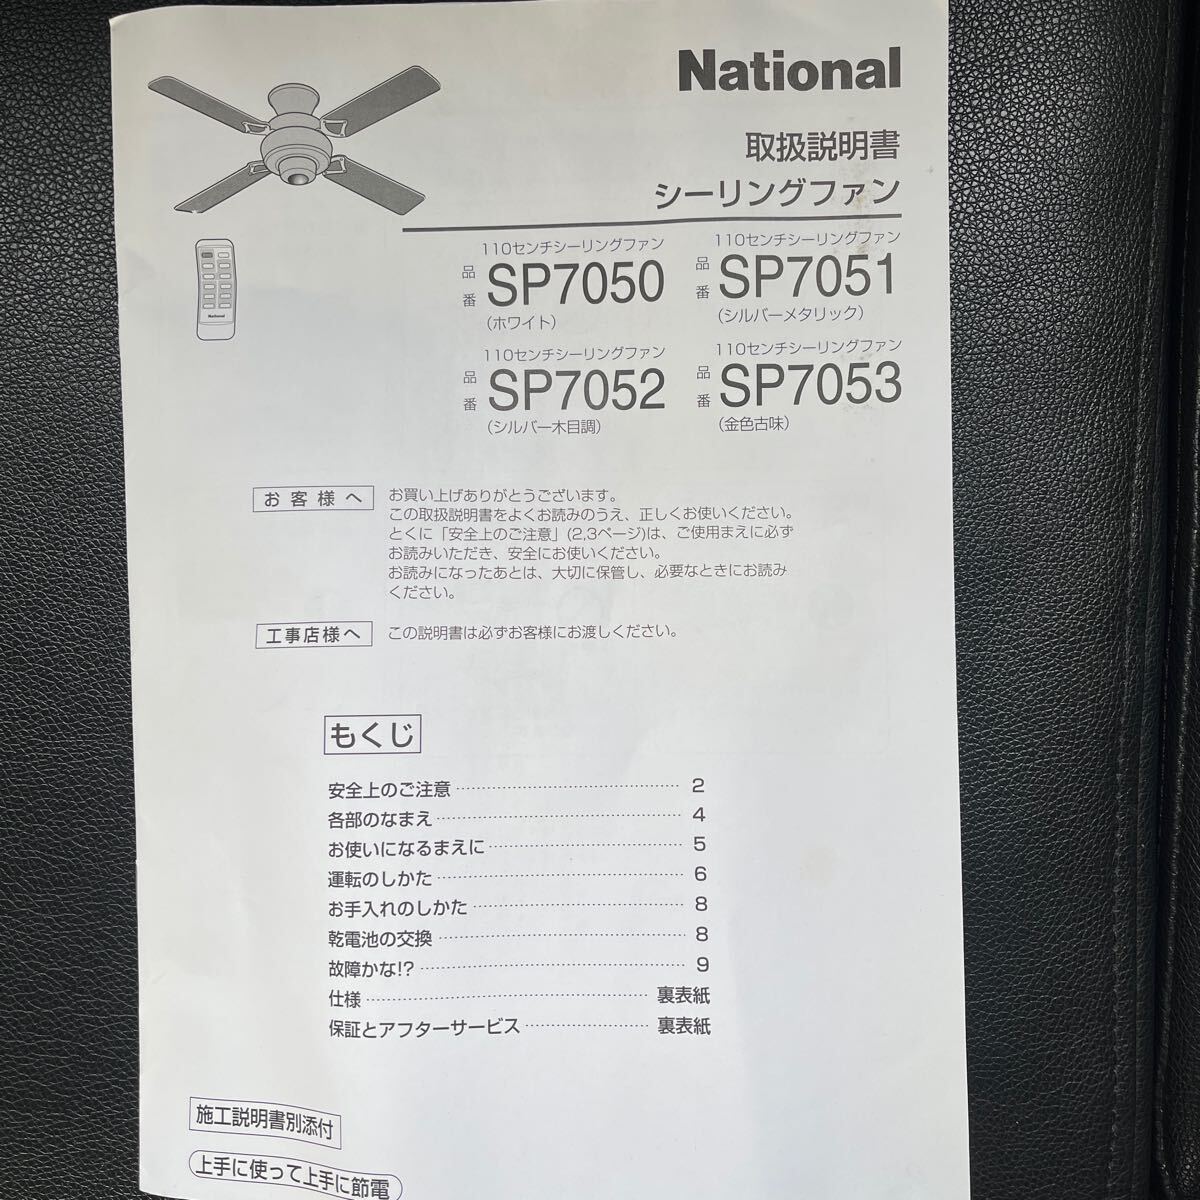 National
取扱説明書
シーリングファン
National
110センチシーリングファン
品番 SP7050
(ホワイト)
110センチシーリングファン
品番 SP7051
(シルバーメタリック)
110センチシーリングファン
品番 SP7052
(シルバー木目調)
110センチシーリングファン
品番 SP7053
(金色古味)
お客様へ
お買い上げありがとうございます。
この取扱説明書をよくお読みのうえ、正しくお使いください。
とくに「安全上のご注意」(2,3ページ)は、ご使用まえに必ず
お読みいただき、安全にお使いください。
お読みになったあとは、大切に保管し、必要なときにお読み
ください。
工事店様へ
この説明書は必ずお客様にお渡しください。
もくじ
安全上のご注意 2
各部のなまえ 4
お使いになるまえに 5
運転のしかた 6
お手入れのしかた 8
乾電池の交換 8
故障かな!? 9
仕様 裏表紙
保証とアフターサービス 裏表紙
施工説明書別添付
上手に使って上手に節電